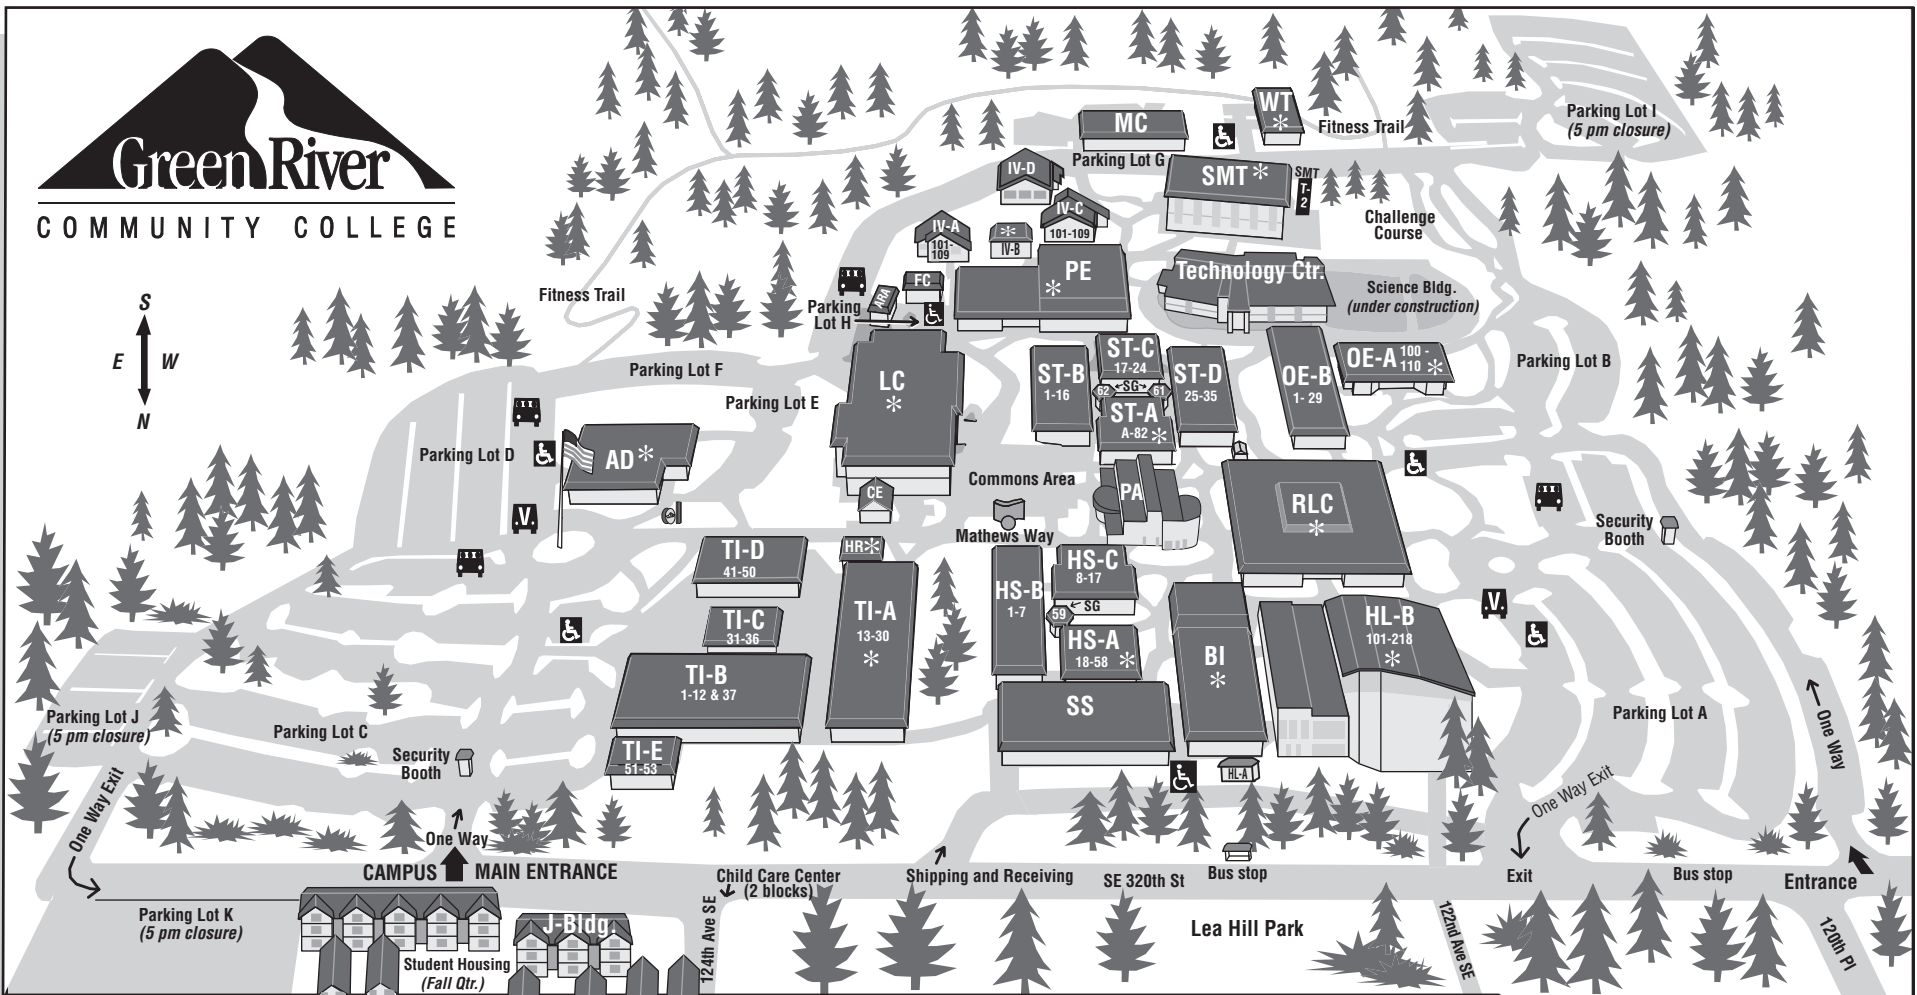 Green River
COMMUNITY COLLEGE
S
E W
N
WT
*
MC
Fitness Trail
Parking Lot I
(5 pm closure)
Parking Lot G
IV-D
SMT *
SMT
T-
2
IV-C
101-109
Challenge
Course
IV-A
101-
109
*
IV-B
PE
*
Technology Ctr.
Science Bldg.
(under construction)
Fitness Trail
FC
ARA
Parking
Lot H
ST-C
17-24
OE-A 100 -
110 *
Parking Lot B
Parking Lot F
LC
*
ST-B
1-16
ST-D
25-35
OE-B
1- 29
62 SG 61
Parking Lot E
ST-A
A-82 *
Parking Lot D
AD *
CE
Commons Area
PA
RLC
*
V
Mathews Way
Security
Booth
TI-D
41-50
HR *
HS-C
8-17
HS-B
1-7
SG
59
TI-C
31-36
TI-A
13-30
*
HS-A
18-58 *
HL-B
101-218
*
V
BI
*
TI-B
1-12 & 37
SS
Parking Lot J
(5 pm closure)
Parking Lot C
Parking Lot A
One Way
Security
Booth
TI-E
51-53
HL-A
One Way Exit
One Way Exit
One Way
CAMPUS MAIN ENTRANCE
Child Care Center
(2 blocks)
Shipping and Receiving
SE 320th St
Bus stop
Exit
Bus stop
Entrance
Parking Lot K
(5 pm closure)
J-Bldg.
Student Housing
(Fall Qtr.)
124th Ave SE
Lea Hill Park
122nd Ave SE
120th Pl